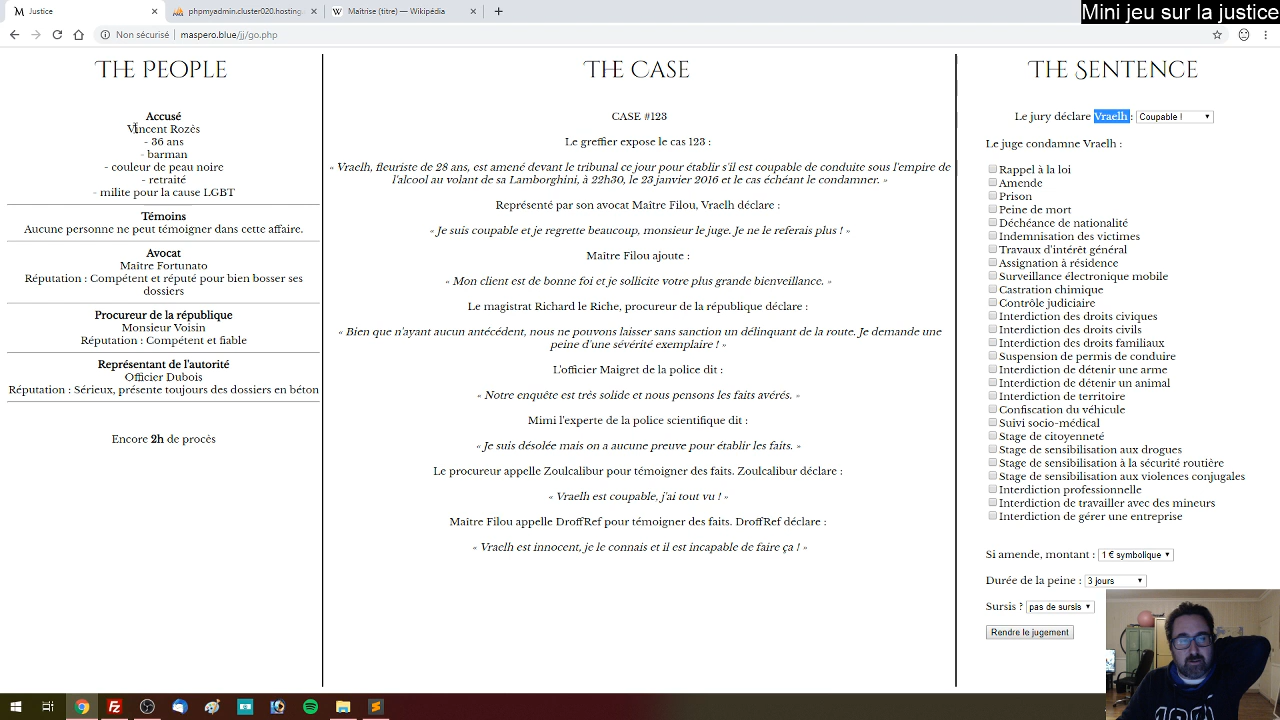 Justice
phpmyadmin.cluster020.hosting.
Maîtrise (titre) — Wikipédia
Mini jeu sur la justice
Non sécurisé
maspero.blue/jj/go.php
The People
Accusé
Vincent Rozès
- 36 ans
- barman
- couleur de peau noire
- retraité
- milite pour la cause LGBT
Témoins
Aucune personne ne peut témoigner dans cette affaire.
Avocat
Maître Fortunato
Réputation : Compétent et réputé pour bien bosser ses
dossiers
Procureur de la république
Monsieur Voisin
Réputation : Compétent et fiable
Représentant de l'autorité
Officier Dubois
Réputation : Sérieux, présente toujours des dossiers en béton
Encore 2h de procès
The Case
CASE #123
Le greffier expose le cas 123 :
« Vraelh, fleuriste de 28 ans, est amené devant le tribunal ce jour pour établir s'il est coupable de conduite sous l'empire de
l'alcool au volant de sa Lamborghini, à 22h30, le 23 janvier 2016 et le cas échéant le condamner. »
Représenté par son avocat Maître Filou, Vraelh déclare :
« Je suis coupable et je regrette beaucoup, monsieur le juge. Je ne le referais plus ! »
Maître Filou ajoute :
« Mon client est de bonne foi et je sollicite votre plus grande bienveillance. »
Le magistrat Richard le Riche, procureur de la république déclare :
« Bien que n'ayant aucun antécédent, nous ne pouvons laisser sans sanction un délinquant de la route. Je demande une
peine d'une sévérité exemplaire ! »
L'officier Maigret de la police dit :
« Notre enquête est très solide et nous pensons les faits avérés. »
Mimi l'experte de la police scientifique dit :
« Je suis désolée mais on a aucune preuve pour établir les faits. »
Le procureur appelle Zoulcalibur pour témoigner des faits. Zoulcalibur déclare :
« Vraelh est coupable, j'ai tout vu ! »
Maître Filou appelle DroffRef pour témoigner des faits. DroffRef déclare :
« Vraelh est innocent, je le connais et il est incapable de faire ça ! »
The Sentence
Le jury déclare Vraelh : Coupable !
Le juge condamne Vraelh :
Rappel à la loi
Amende
Prison
Peine de mort
Déchéance de nationalité
Indemnisation des victimes
Travaux d'intérêt général
Assignation à résidence
Surveillance électronique mobile
Castration chimique
Contrôle judiciaire
Interdiction des droits civiques
Interdiction des droits civils
Interdiction des droits familiaux
Suspension de permis de conduire
Interdiction de détenir une arme
Interdiction de détenir un animal
Interdiction de territoire
Confiscation du véhicule
Suivi socio-médical
Stage de citoyenneté
Stage de sensibilisation aux drogues
Stage de sensibilisation à la sécurité routière
Stage de sensibilisation aux violences conjugales
Interdiction professionnelle
Interdiction de travailler avec des mineurs
Interdiction de gérer une entreprise
Si amende, montant : 1 € symbolique
Durée de la peine : 3 jours
Sursis ? pas de sursis
Rendre le jugement